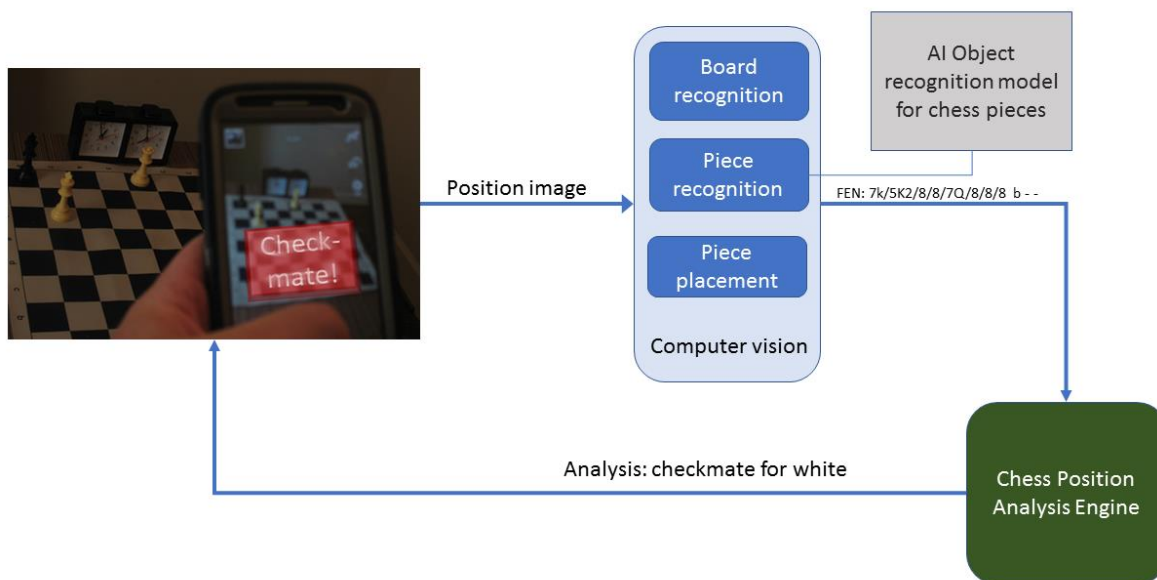 Check-
mate!
Position image
Board
recognition
Piece
recognition
Piece
placement
Computer vision
AI Object
recognition model
for chess pieces
FEN: 7k/5K2/8/8/7Q/8/8/8 b - -
Chess Position
Analysis Engine
Analysis: checkmate for white